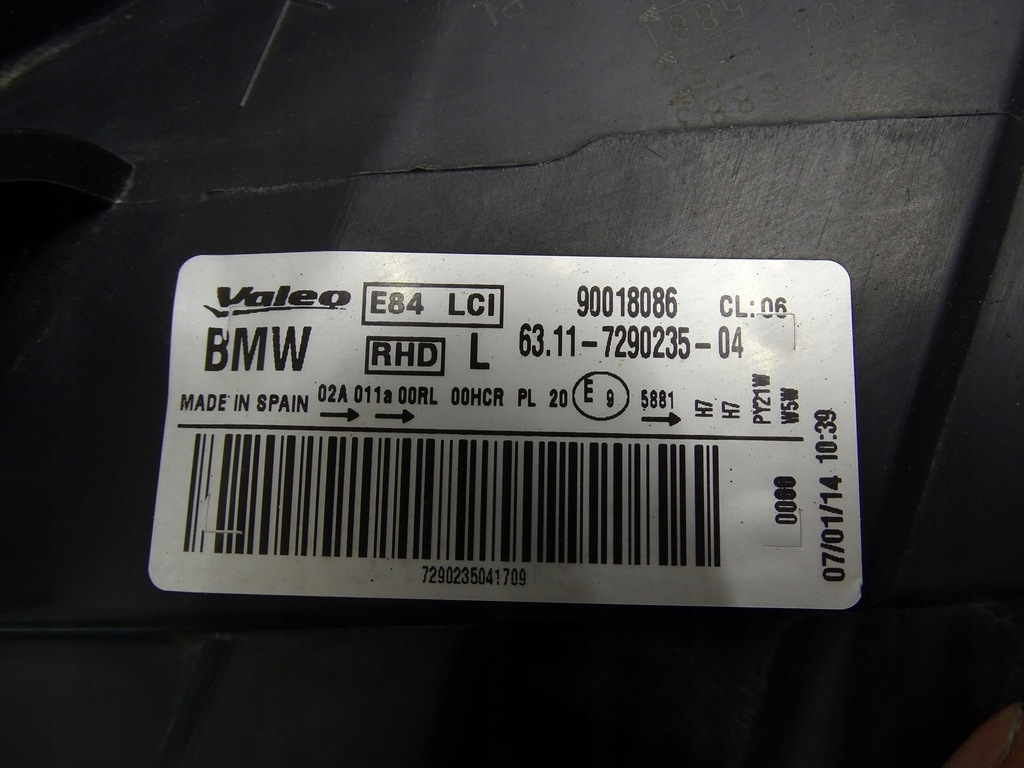 Valeo E84 LCI 90018086 CL: 06
BMW RHD L 63.11-7290235-04
MADE IN SPAIN 02A 011a 00RL 00HCR PL 20 E 9 5881
H7
H7
PY21W
W5W
0000
07/01/14 10:39
7290235041709